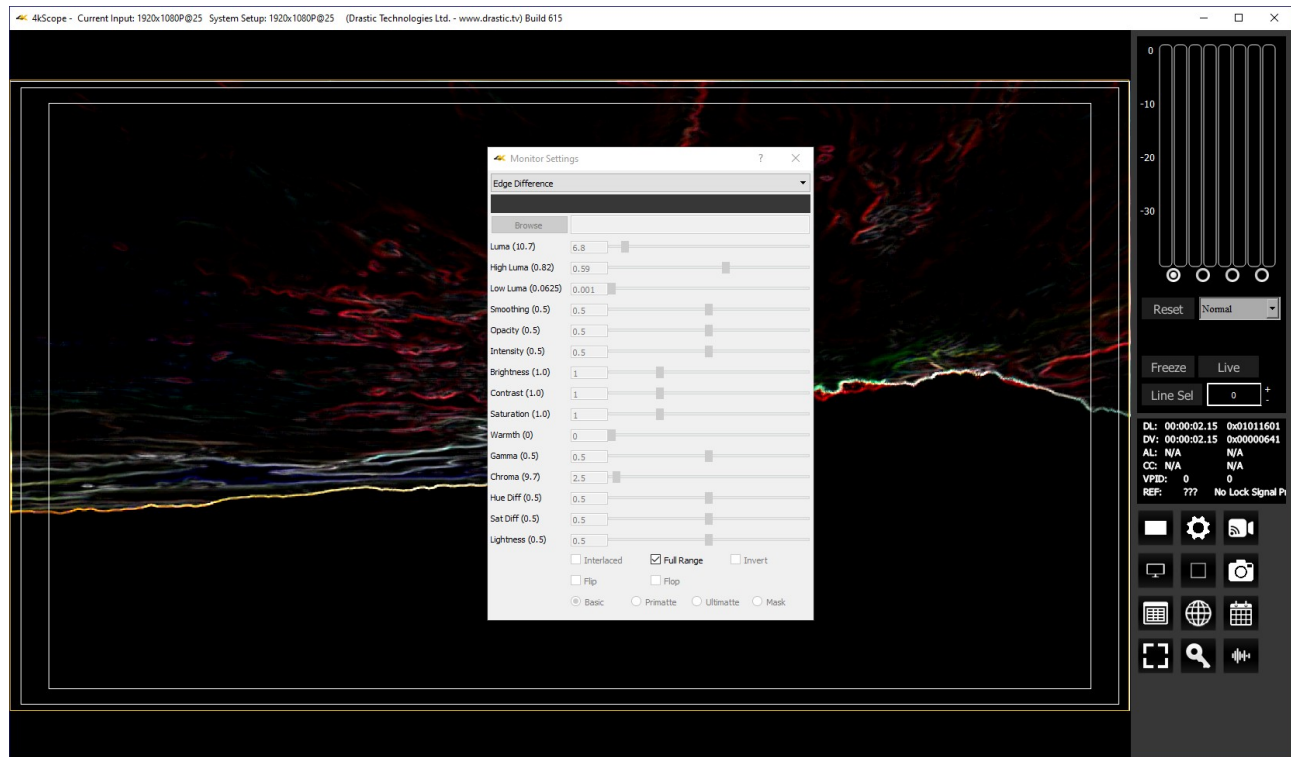 4kScope - Current Input: 1920x1080P@25 System Setup: 1920x1080P@25 (Drastic Technologies Ltd. - www.drastic.tv) Build 615
Monitor Settings ?
Edge Difference
Browse
Luma (10.7) 6.8
High Luma (0.82) 0.59
Low Luma (0.0625) 0.001
Smoothing (0.5) 0.5
Opacity (0.5) 0.5
Intensity (0.5) 0.5
Brightness (1.0) 1
Contrast (1.0) 1
Saturation (1.0) 1
Warmth (0) 0
Gamma (0.5) 0.5
Chroma (9.7) 2.5
Hue Diff (0.5) 0.5
Sat Diff (0.5) 0.5
Lightness (0.5) 0.5
Interlaced Full Range Invert
Flip Flop
Basic Primatte Ultimatte Mask
0
-10
-20
-30
Reset Normal
Freeze Live
Line Sel 0 + -
DL: 00:00:02.15 0x01011601
DV: 00:00:02.15 0x00000641
AL: N/A N/A
CC: N/A N/A
VPID: 0 0
REF: ??? No Lock Signal Pr